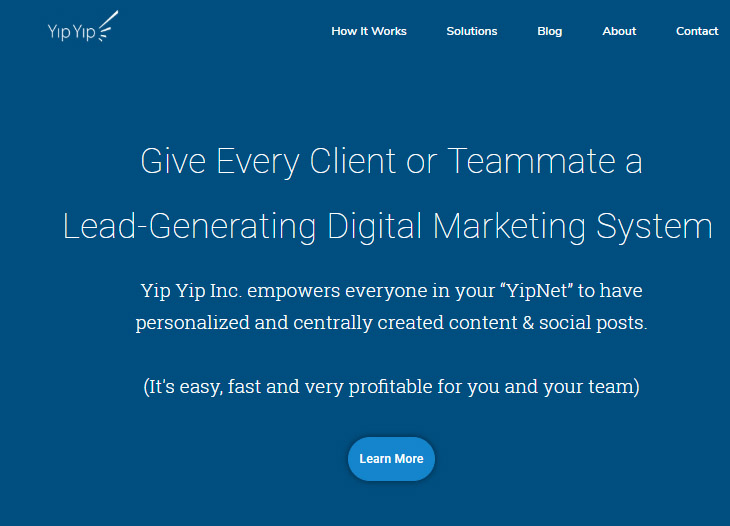 Yip Yip
How It Works
Solutions
Blog
About
Contact
Give Every Client or Teammate a
Lead-Generating Digital Marketing System
Yip Yip Inc. empowers everyone in your “YipNet” to have
personalized and centrally created content & social posts.
(It's easy, fast and very profitable for you and your team)
Learn More